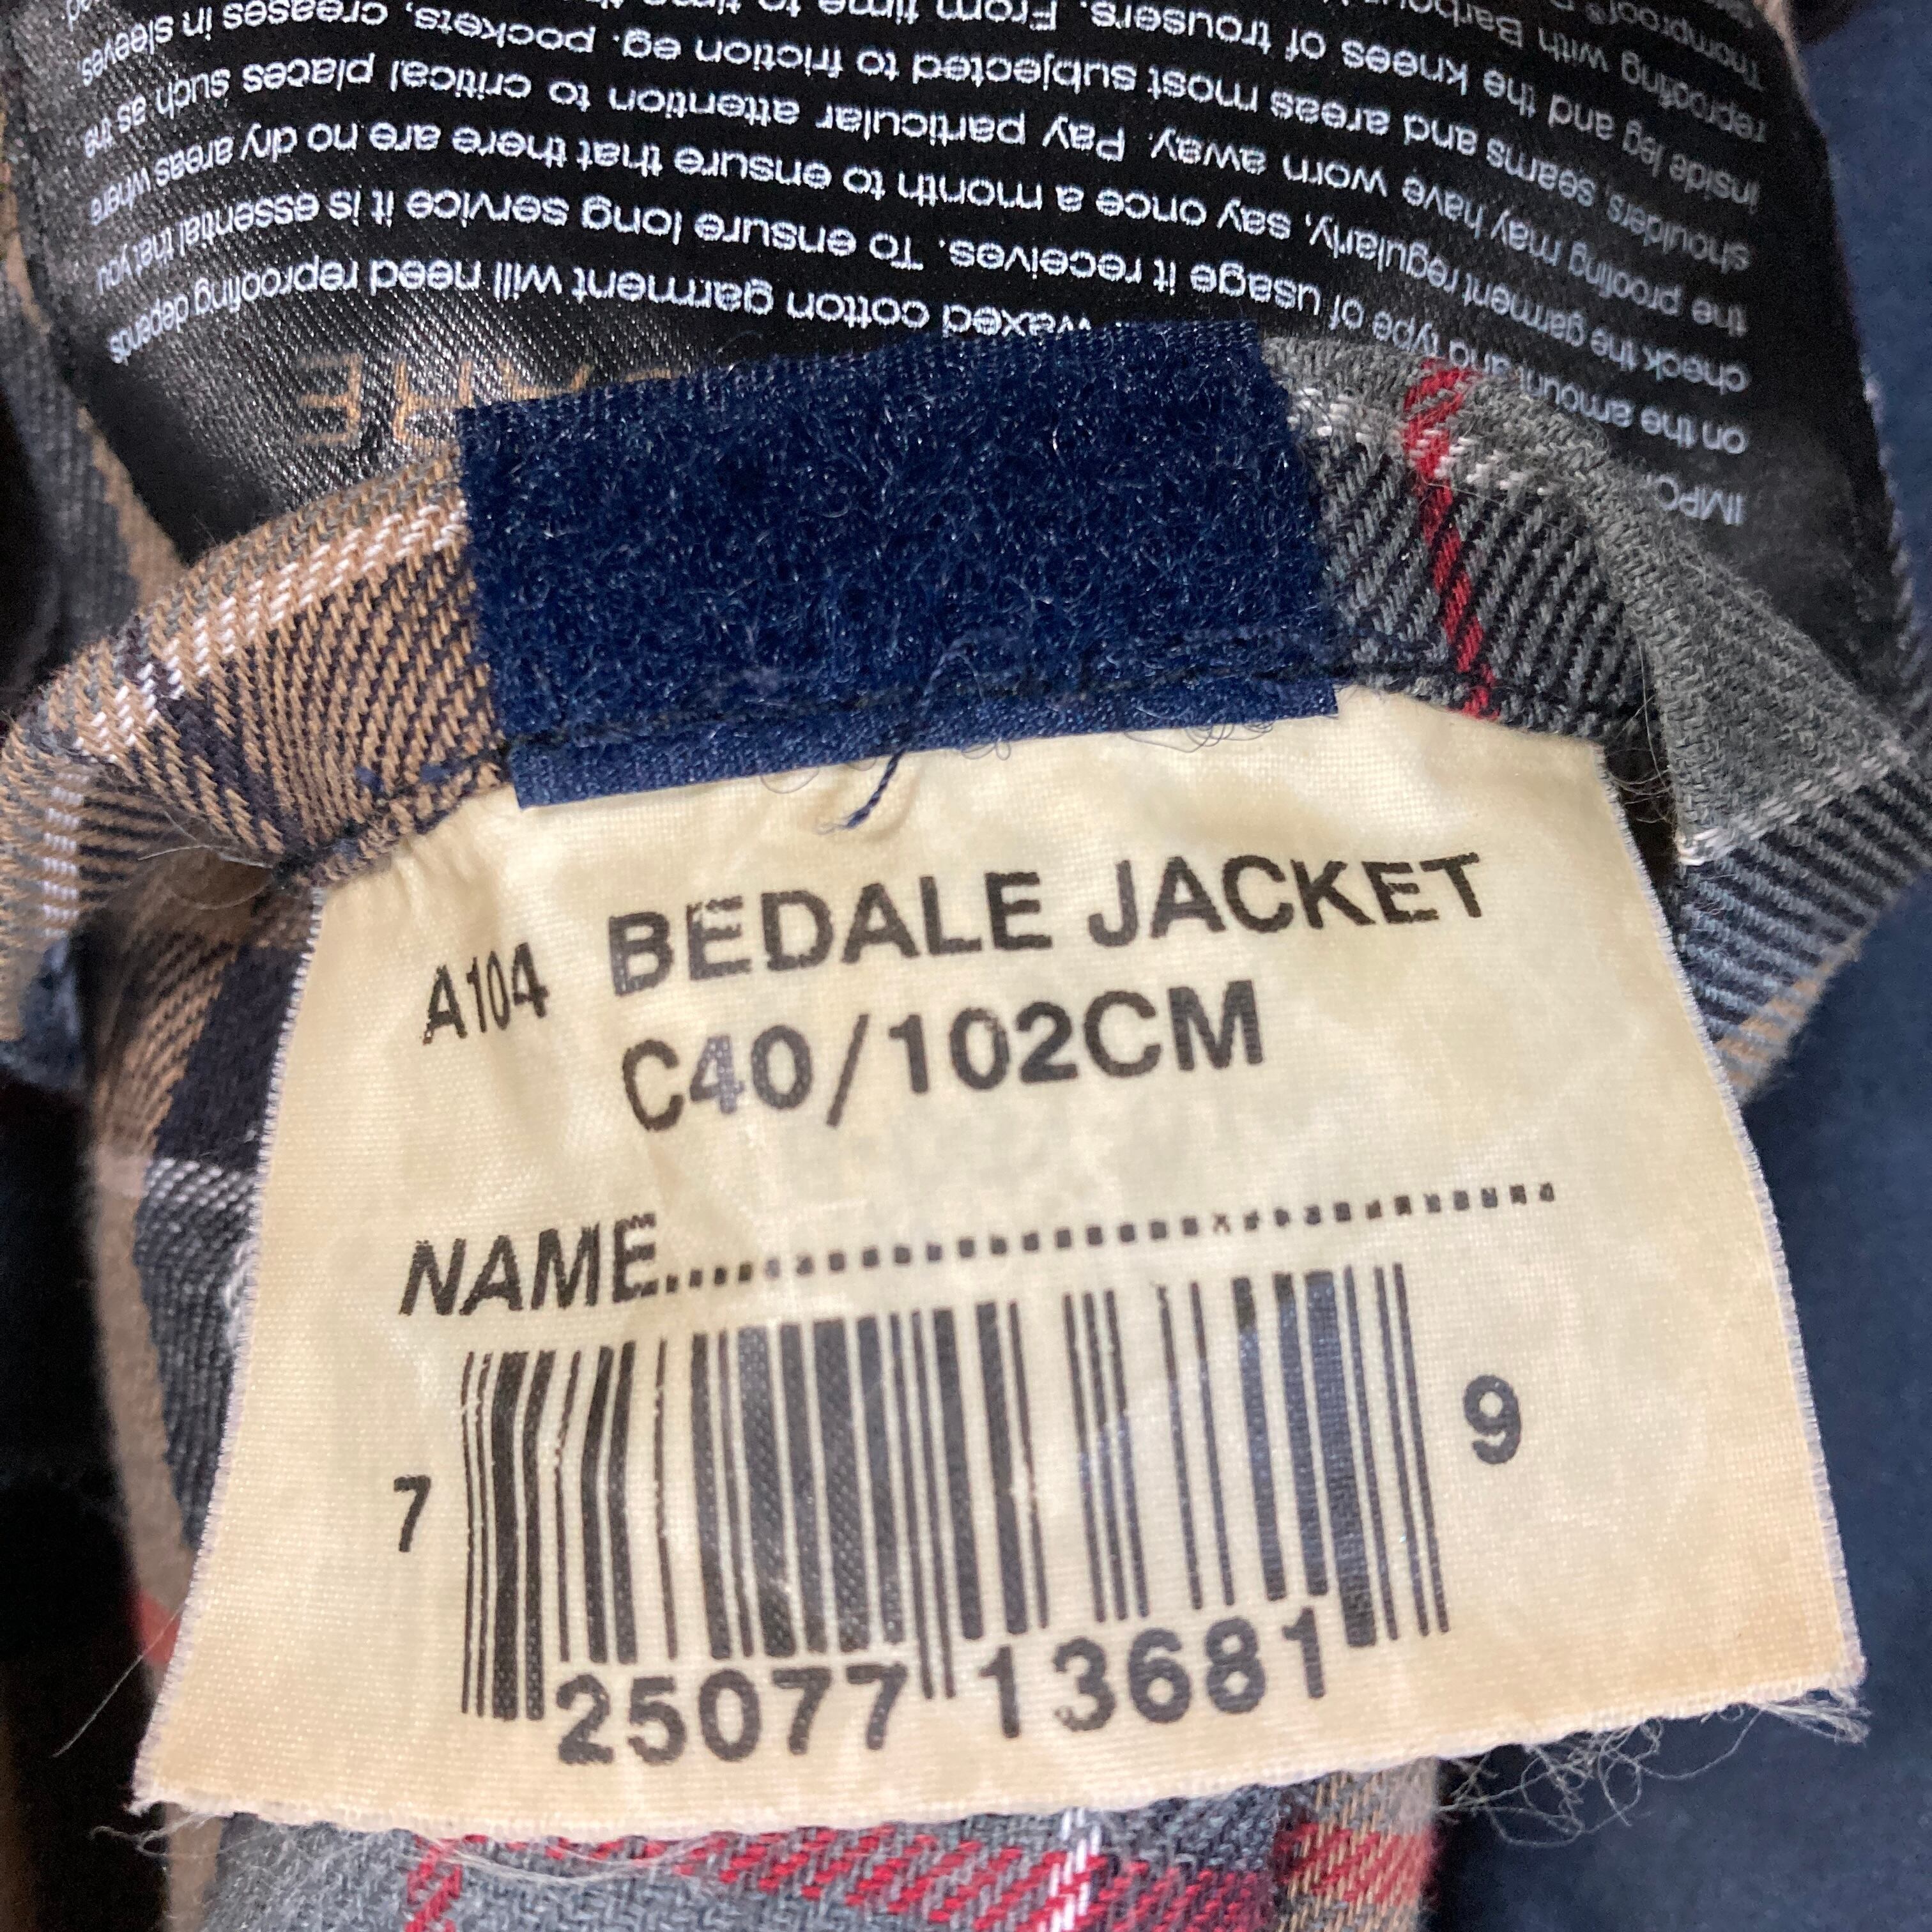 A104 BEDALE JACKET
C40/102CM
NAME
7 25077 13681 9
CARE
waxed cotton garment will need reproofing depends
on the amount and type of usage it receives. To ensure long service it is essential that you
check the garment regularly, say once a month to ensure that there are no dry areas where
the proofing may have worn away. Pay particular attention to critical places such as the
shoulders, seams and areas most subjected to friction eg. pockets, creases in sleeves
inside leg and the knees of trousers. From time to time
reproofing with Barbour
Thornproof®